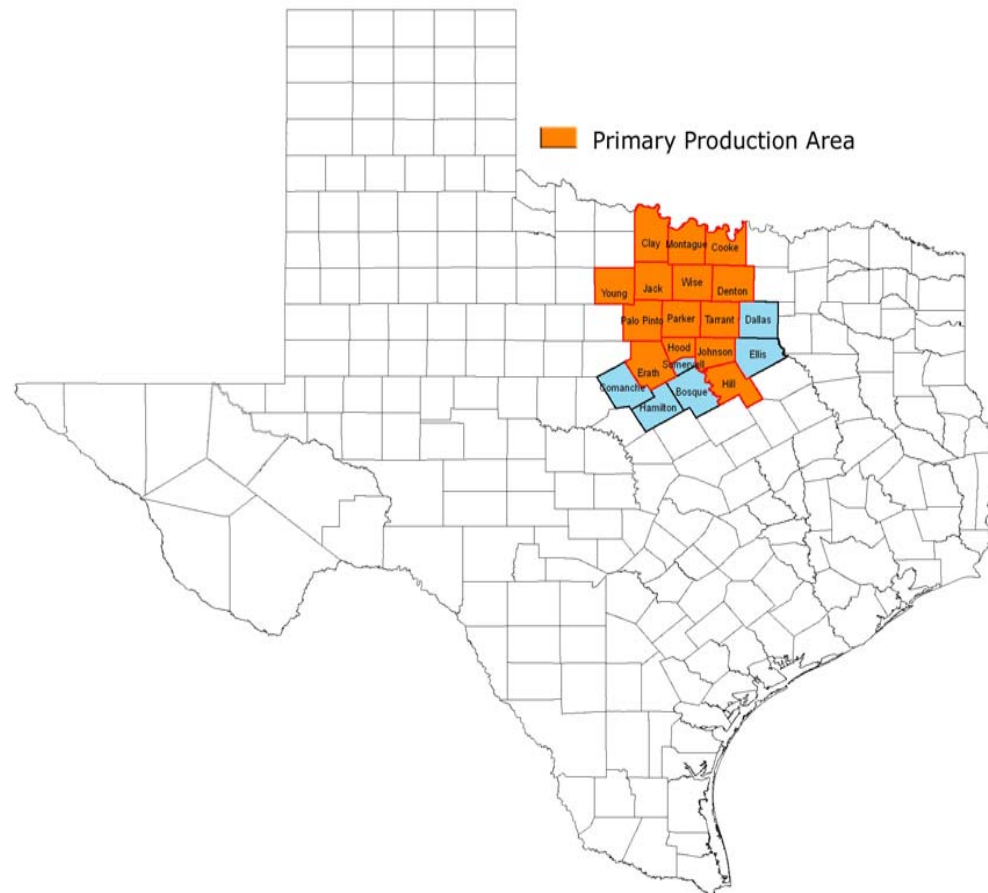 Primary Production Area
Clay Montague Cooke
Young Jack Wise Denton
Palo Pinto Parker Tarrant Dallas
Hood Johnson Ellis
Somervell
Erath
Comanche Bosque Hill
Hamilton